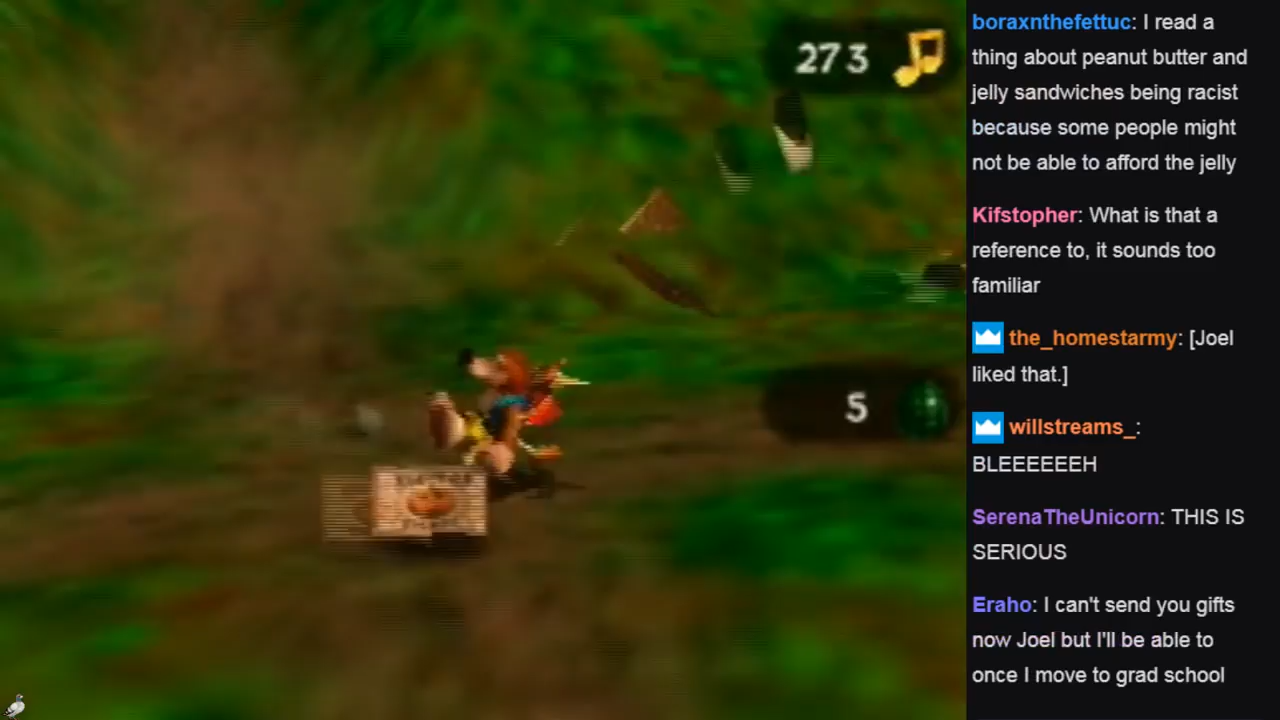 273
5
boraxnthefettuc: I read a
thing about peanut butter and
jelly sandwiches being racist
because some people might
not be able to afford the jelly
Kifstopher: What is that a
reference to, it sounds too
familiar
the_homestarmy: [Joel
liked that.]
willstreams_:
BLEEEEEEH
SerenaTheUnicorn: THIS IS
SERIOUS
Eraho: I can't send you gifts
now Joel but I'll be able to
once I move to grad school